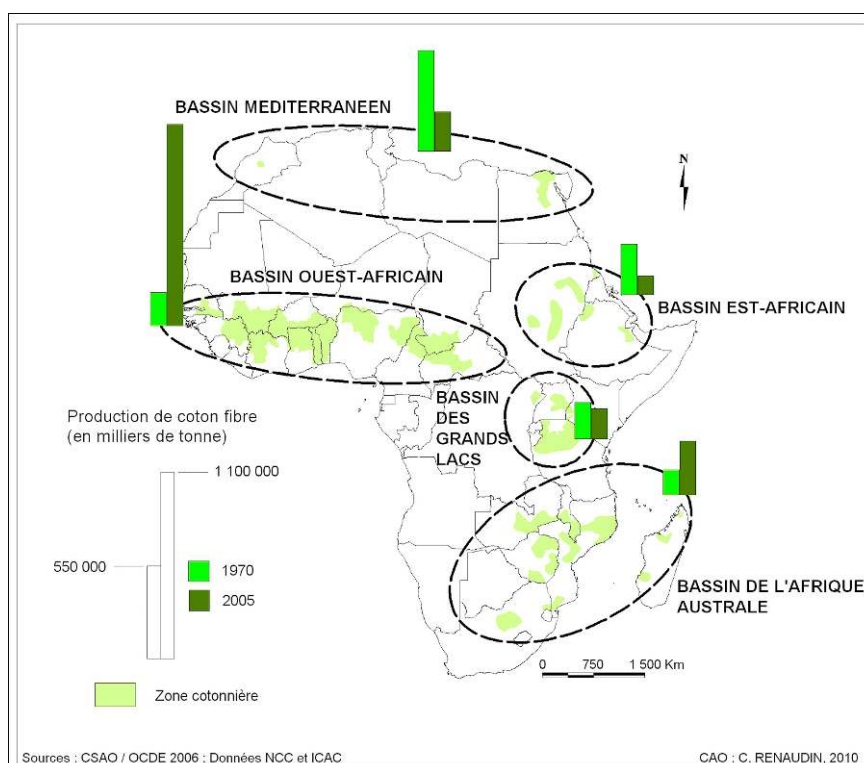 BASSIN MEDITERRANEEN
N
BASSIN OUEST-AFRICAIN
BASSIN EST-AFRICAIN
BASSIN
DES
GRANDS
LACS
Production de coton fibre
(en milliers de tonne)
1 100 000
550 000
1970
2005
BASSIN DE L'AFRIQUE
AUSTRALE
0 750 1 500 Km
Zone cotonnière
Sources : CSAO / OCDE 2006 ; Données NCC et ICAC
CAO : C. RENAUDIN, 2010